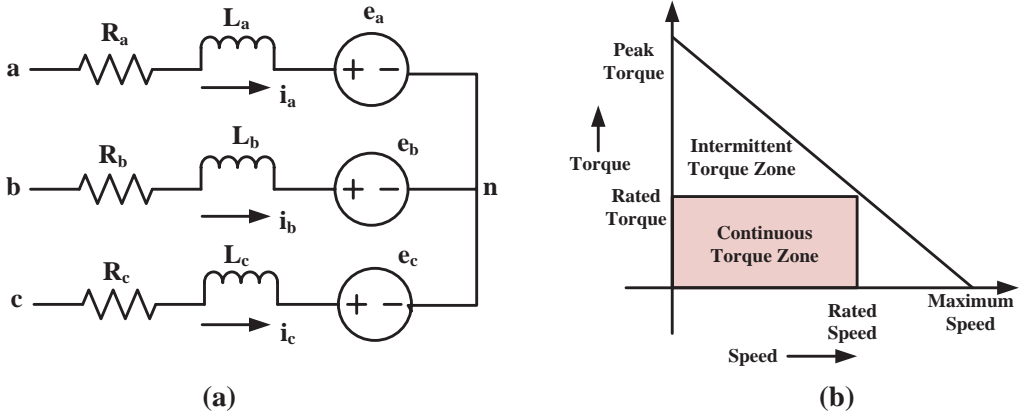 Ra
La
ea
a
+ −
ia
Rb
Lb
eb
b
+ −
n
ib
Rc
Lc
ec
c
+ −
ic
(a)
Peak
Torque
Torque
Intermittent
Torque Zone
Rated
Torque
Continuous
Torque Zone
Rated
Speed
Maximum
Speed
Speed
(b)